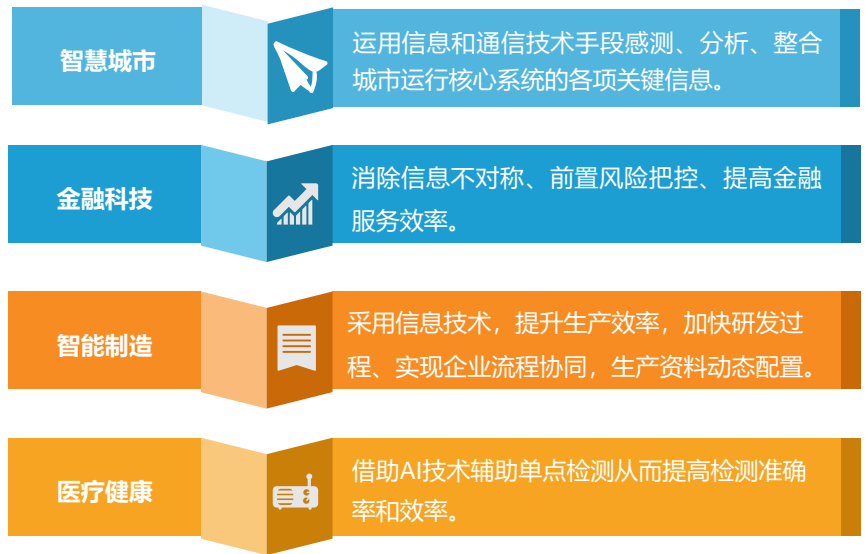 智慧城市
运用信息和通信技术手段感测、分析、整合
城市运行核心系统的各项关键信息。
金融科技
消除信息不对称、前置风险把控、提高金融
服务效率。
智能制造
采用信息技术，提升生产效率，加快研发过
程、实现企业流程协同，生产资料动态配置。
医疗健康
借助AI技术辅助单点检测从而提高检测准确
率和效率。